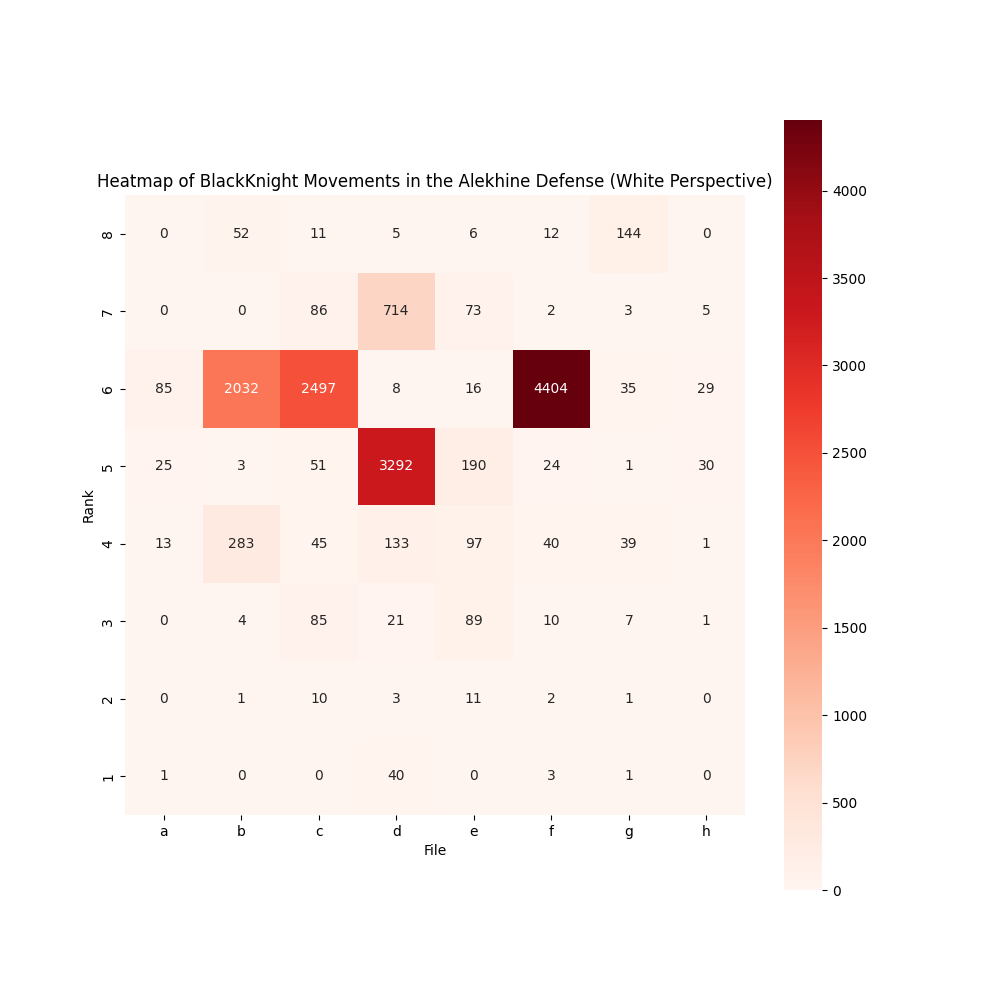 Heatmap of BlackKnight Movements in the Alekhine Defense (White Perspective)
8 0 52 11 5 6 12 144 0
7 0 0 86 714 73 2 3 5
6 85 2032 2497 8 16 4404 35 29
5 25 3 51 3292 190 24 1 30
4 13 283 45 133 97 40 39 1
3 0 4 85 21 89 10 7 1
2 0 1 10 3 11 2 1 0
1 1 0 0 40 0 3 1 0
a b c d e f g h
Rank
File
4000
3500
3000
2500
2000
1500
1000
500
0